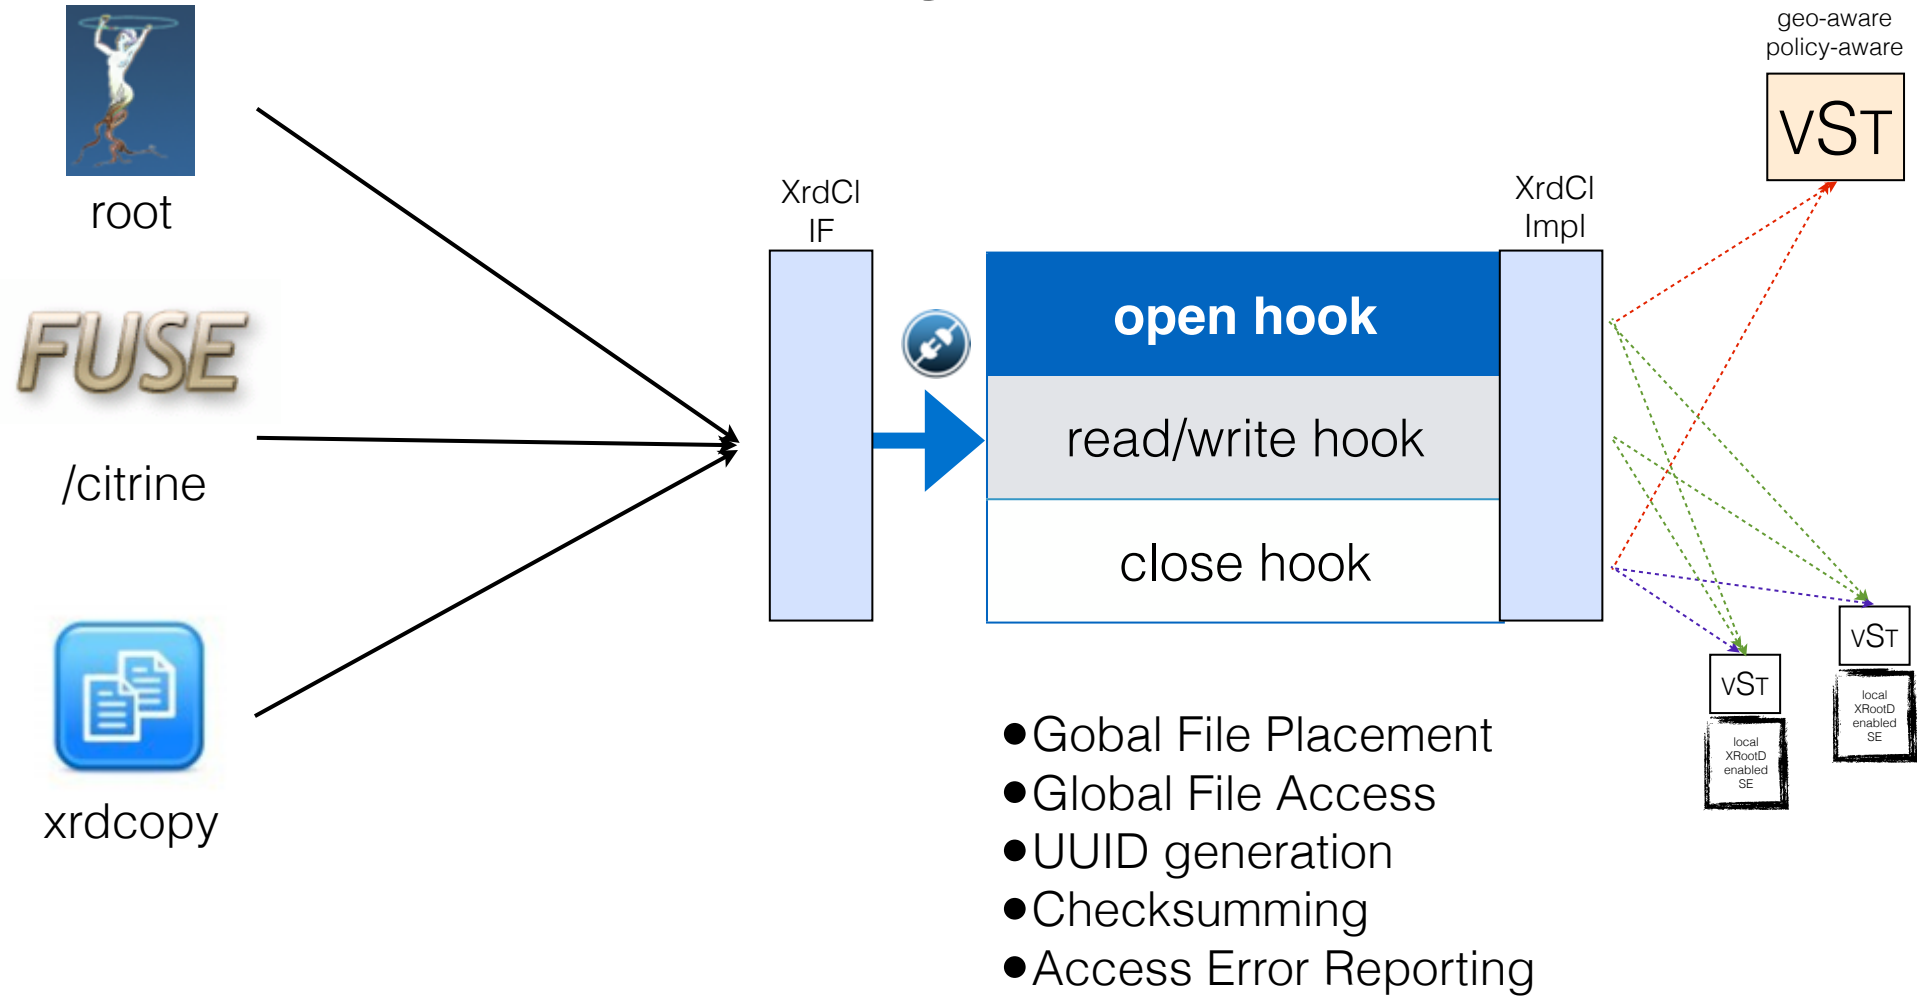 geo-aware
policy-aware
VST
root
XrdCl
IF
XrdCl
Impl
open hook
FUSE
read/write hook
/citrine
close hook
VST
local
XRootD
enabled
SE
VST
local
XRootD
enabled
SE
xrdcopy
•Gobal File Placement
•Global File Access
•UUID generation
•Checksumming
•Access Error Reporting